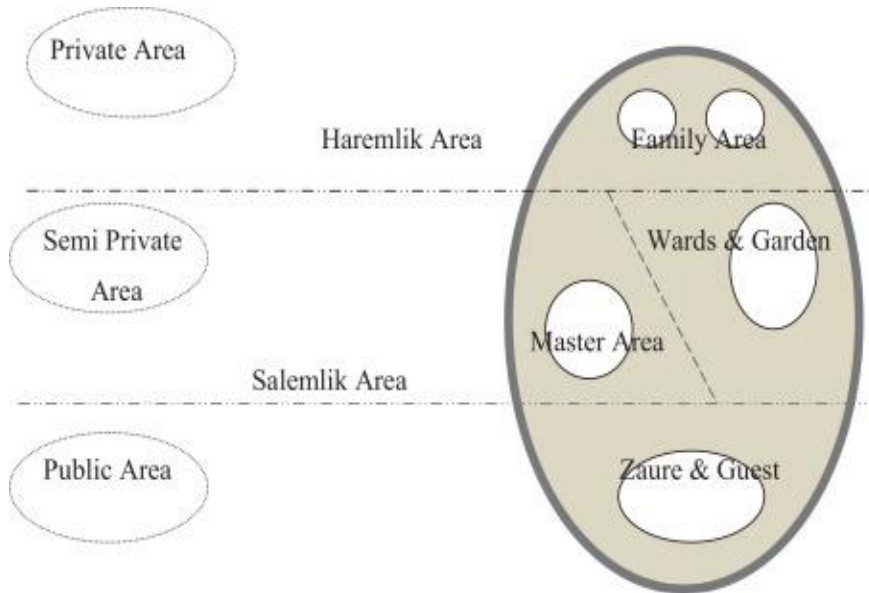 Private Area
Haremlik Area
Family Area
Semi Private
Area
Wards & Garden
Master Area
Salemlik Area
Public Area
Zaure & Guest